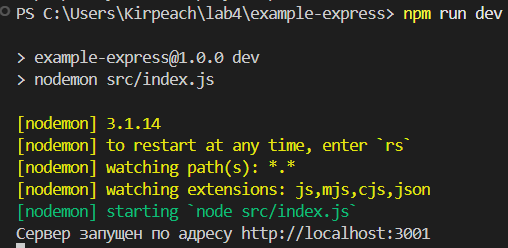 PS C:\Users\Kirpeach\lab4\example-express> npm run dev
> example-express@1.0.0 dev
> nodemon src/index.js
[nodemon] 3.1.14
[nodemon] to restart at any time, enter `rs`
[nodemon] watching path(s): *.*
[nodemon] watching extensions: js,mjs,cjs,json
[nodemon] starting `node src/index.js`
Сервер запущен по адресу http://localhost:3001